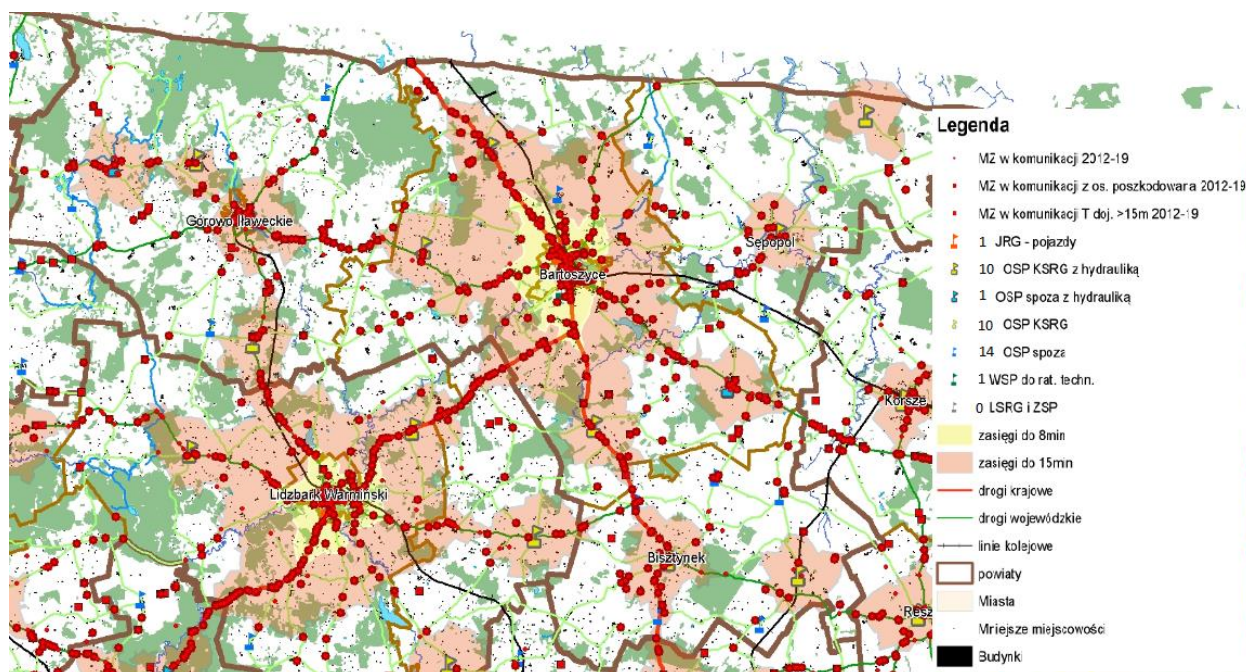 Górowo Iławeckie
Sępopol
Bartoszyce
Korsze
Lidzbark Warmiński
Bisztynek
Resz
Legenda
MZ w komunikacji 2012-19
MZ w komunikacji z os. poszkodowana 2012-19
MZ w komunikacji T doj. >15m 2012-19
1 JRG - pojazdy
10 OSP KSRG z hydrauliką
1 OSP spoza z hydrauliką
10 OSP KSRG
14 OSP spoza
1 WSP do rat. techn.
0 LSRG i ZSP
zasięgi do 8min
zasięgi do 15min
drogi krajowe
drogi wojewódzkie
linie kolejowe
powiaty
Miasta
Mniejsze miejscowości
Budynki